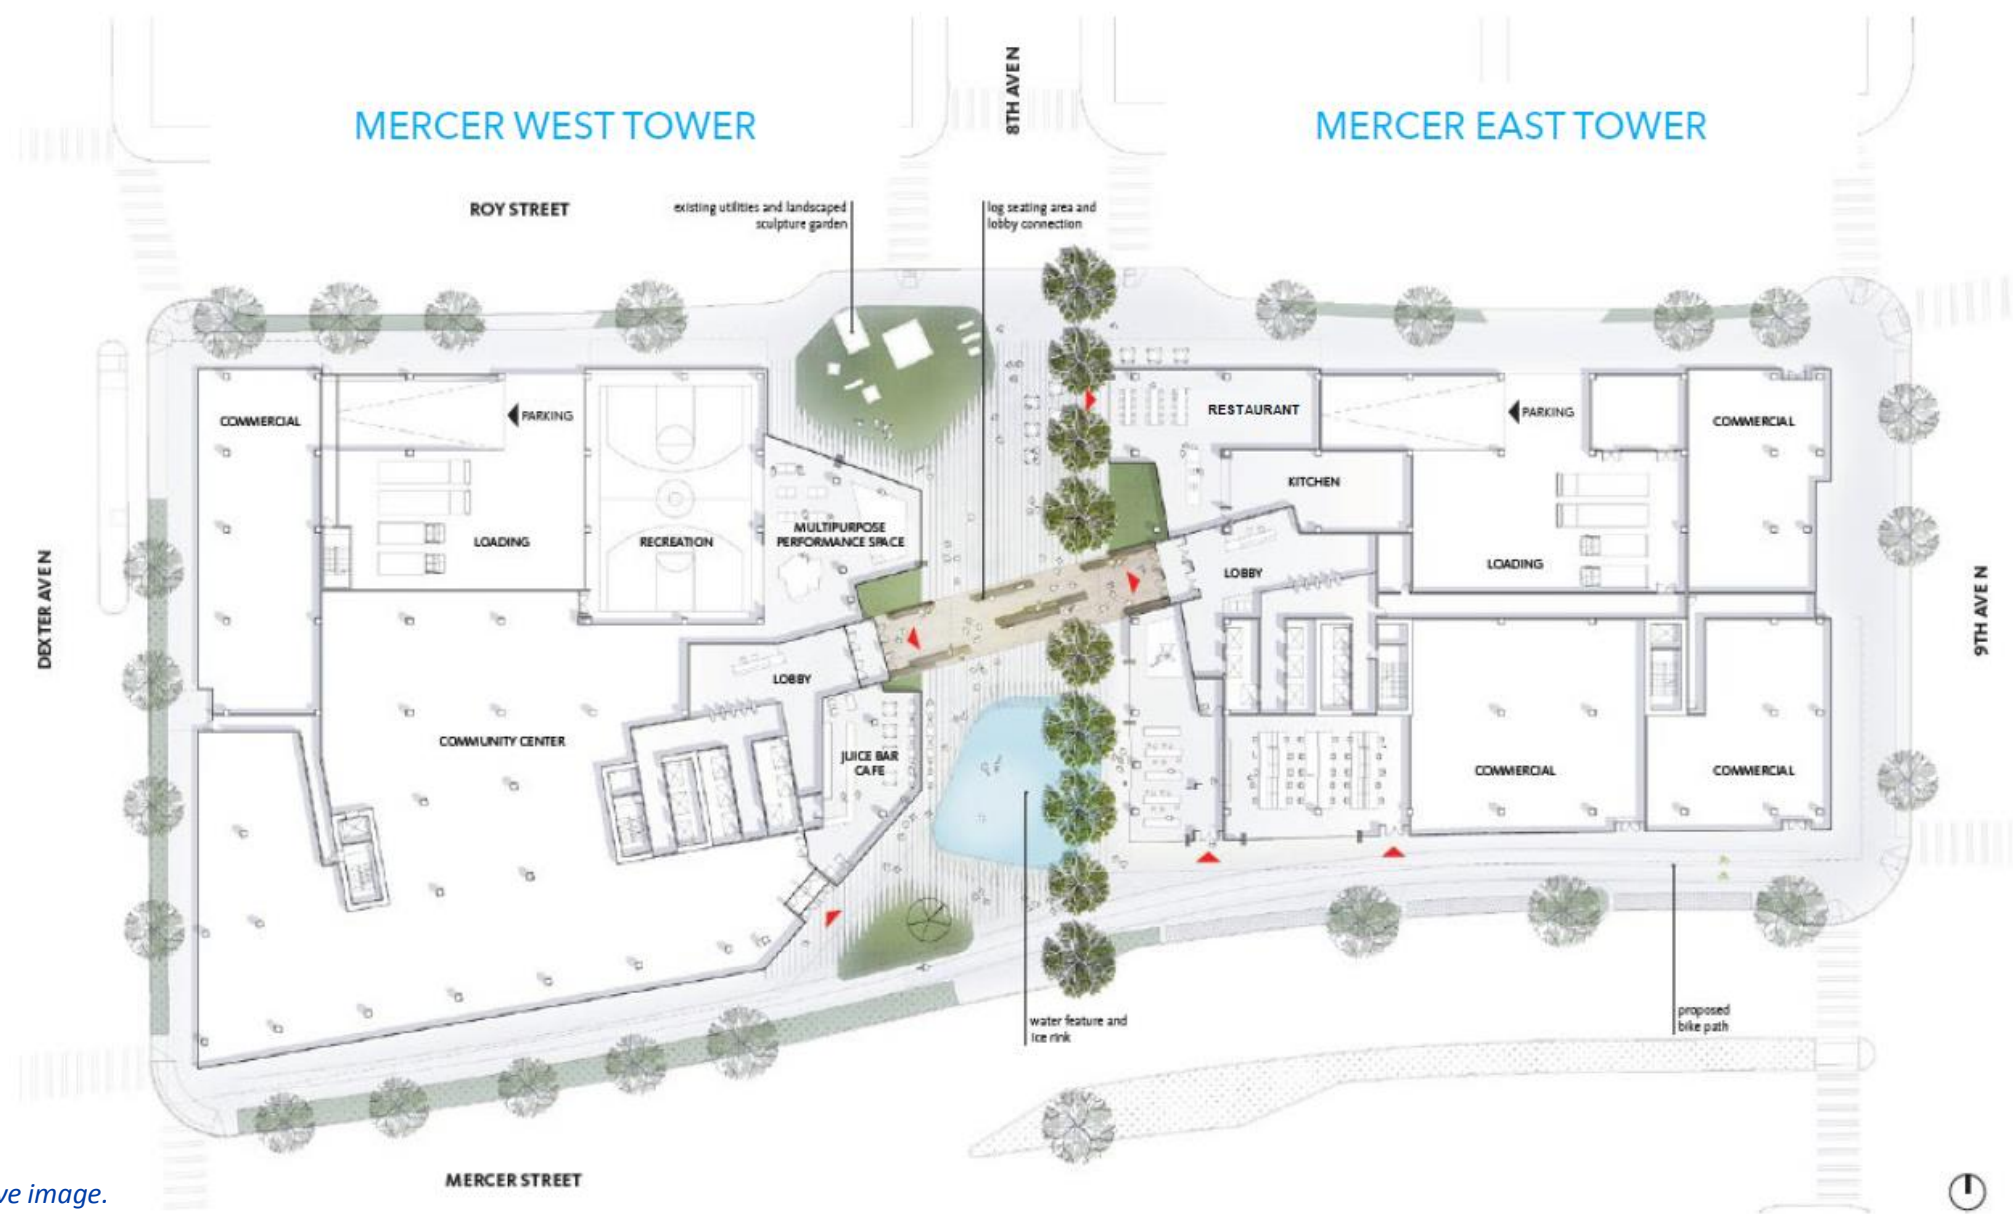 8TH AVE N
MERCER WEST TOWER
MERCER EAST TOWER
ROY STREET
existing utilities and landscaped
sculpture garden
log seating area and
lobby connection
COMMERCIAL
PARKING
RESTAURANT
PARKING
COMMERCIAL
KITCHEN
LOADING
RECREATION
MULTIPURPOSE
PERFORMANCE SPACE
LOBBY
LOADING
DEXTER AVE N
9TH AVE N
LOBBY
COMMUNITY CENTER
JUICE BAR
CAFE
COMMERCIAL
COMMERCIAL
proposed
bike path
water feature and
ice rink
MERCER STREET
ve image.